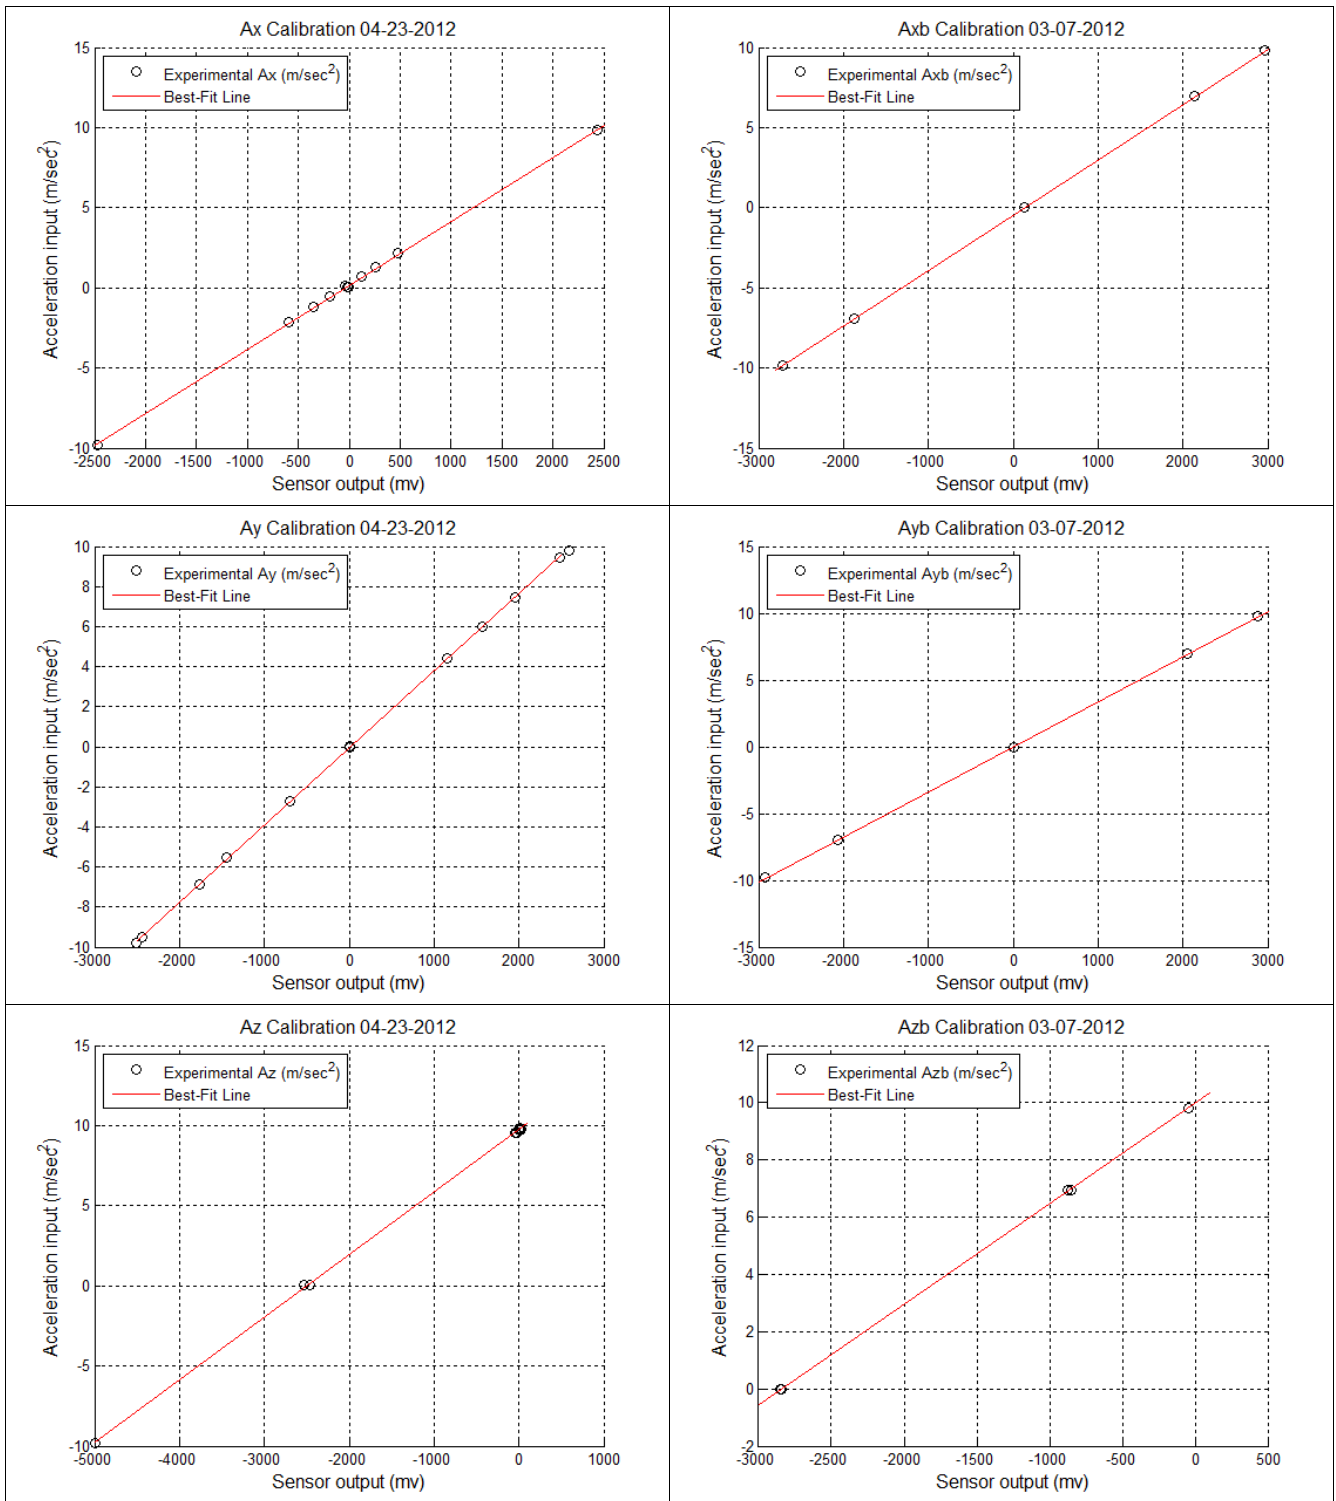 Ax Calibration 04-23-2012
15
10
5
0
-5
-10
Acceleration input (m/sec2)
Experimental Ax (m/sec2)
Best-Fit Line
-2500 -2000 -1500 -1000 -500 0 500 1000 1500 2000 2500
Sensor output (mv)
Axb Calibration 03-07-2012
10
5
0
-5
-10
-15
Acceleration input (m/sec2)
Experimental Axb (m/sec2)
Best-Fit Line
-3000 -2000 -1000 0 1000 2000 3000
Sensor output (mv)
Ay Calibration 04-23-2012
10
8
6
4
2
0
-2
-4
-6
-8
-10
Acceleration input (m/sec2)
Experimental Ay (m/sec2)
Best-Fit Line
-3000 -2000 -1000 0 1000 2000 3000
Sensor output (mv)
Ayb Calibration 03-07-2012
15
10
5
0
-5
-10
-15
Acceleration input (m/sec2)
Experimental Ayb (m/sec2)
Best-Fit Line
-3000 -2000 -1000 0 1000 2000 3000
Sensor output (mv)
Az Calibration 04-23-2012
15
10
5
0
-5
-10
Acceleration input (m/sec2)
Experimental Az (m/sec2)
Best-Fit Line
-5000 -4000 -3000 -2000 -1000 0 1000
Sensor output (mv)
Azb Calibration 03-07-2012
12
10
8
6
4
2
0
-2
Acceleration input (m/sec2)
Experimental Azb (m/sec2)
Best-Fit Line
-3000 -2500 -2000 -1500 -1000 -500 0 500
Sensor output (mv)